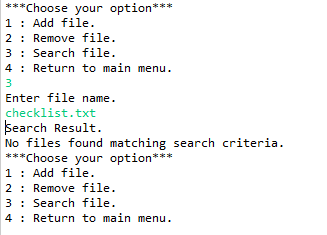 ***Choose your option***
1 : Add file.
2 : Remove file.
3 : Search file.
4 : Return to main menu.
3
Enter file name.
checklist.txt
Search Result.
No files found matching search criteria.
***Choose your option***
1 : Add file.
2 : Remove file.
3 : Search file.
4 : Return to main menu.